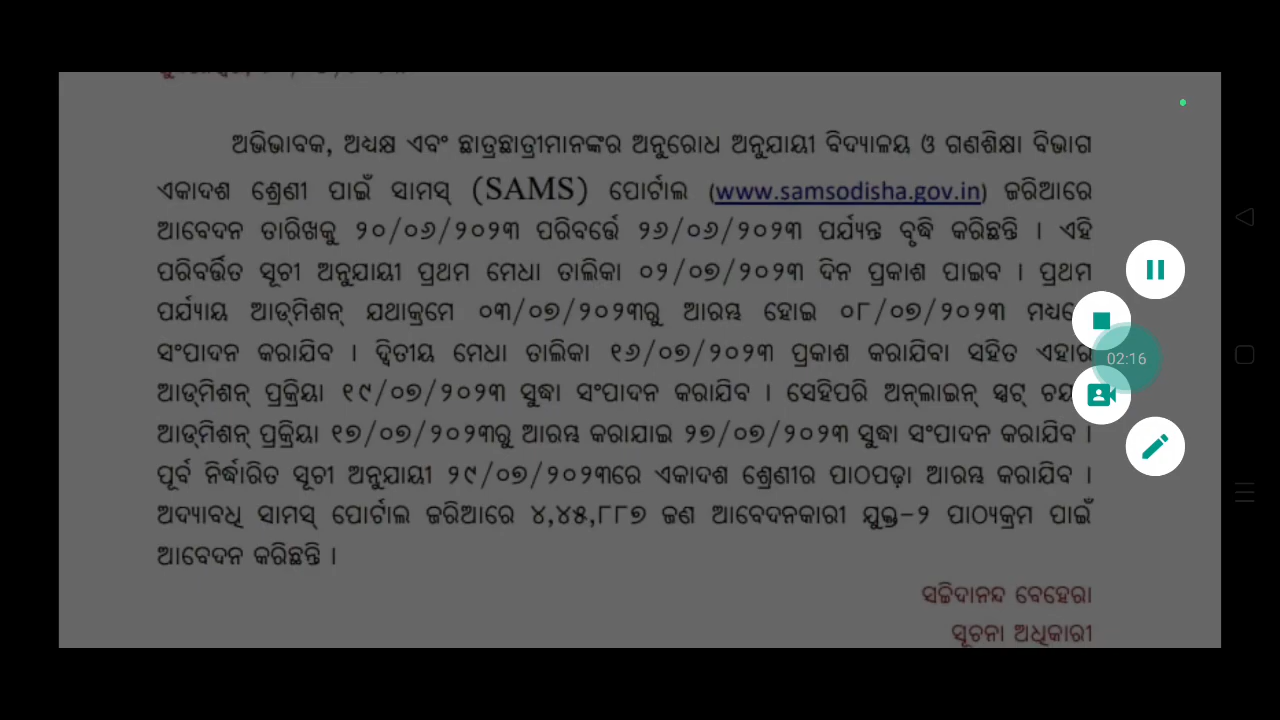 ଅଭିଭାବକ, ଅଧ୍ୟକ୍ଷ ଏବଂ ଛାତ୍ରଛାତ୍ରୀମାନଙ୍କର ଅନୁରୋଧ ଅନୁଯାୟୀ ବିଦ୍ୟାଳୟ ଓ ଗଣଶିକ୍ଷା ବିଭାଗ
ଏକାଦଶ ଶ୍ରେଣୀ ପାଇଁ ସାମସ୍ (SAMS) ପୋର୍ଟାଲ (www.samsodisha.gov.in) ଜରିଆରେ
ଆବେଦନ ତାରିଖକୁ ୨୦/୦୬/୨୦୨୩ ପରିବର୍ତ୍ତେ ୨୬/୦୬/୨୦୨୩ ପର୍ଯ୍ୟନ୍ତ ବୃଦ୍ଧି କରିଛନ୍ତି । ଏହି
ପରିବର୍ତ୍ତିତ ସୂଚୀ ଅନୁଯାୟୀ ପ୍ରଥମ ମେଧା ତାଲିକା ୦୨/୦୭/୨୦୨୩ ଦିନ ପ୍ରକାଶ ପାଇବ । ପ୍ରଥମ
ପର୍ଯ୍ୟାୟ ଆଡ୍‌ମିଶନ୍ ଯଥାକ୍ରମେ ୦୩/୦୭/୨୦୨୩ରୁ ଆରମ୍ଭ ହୋଇ ୦୮/୦୭/୨୦୨୩
ସଂପାଦନ କରାଯିବ । ଦ୍ଵିତୀୟ ମେଧା ତାଲିକା ୧୬/୦୭/୨୦୨୩ ପ୍ରକାଶ କରାଯିବା ସହିତ ଏହାର
ଆଡ୍‌ମିଶନ୍ ପ୍ରକ୍ରିୟା ୧୯/୦୭/୨୦୨୩ ସୁଦ୍ଧା ସଂପାଦନ କରାଯିବ । ସେହିପରି ଅନ୍‌ଲାଇନ୍ ସ୍ପଟ୍
ଆଡ୍‌ମିଶନ୍ ପ୍ରକ୍ରିୟା ୧୭/୦୭/୨୦୨୩ରୁ ଆରମ୍ଭ କରାଯାଇ ୨୭/୦୭/୨୦୨୩ ସୁଦ୍ଧା ସଂପାଦନ କରାଯିବ ।
ପୂର୍ବ ନିର୍ଦ୍ଧାରିତ ସୂଚୀ ଅନୁଯାୟୀ ୨୯/୦୭/୨୦୨୩ରେ ଏକାଦଶ ଶ୍ରେଣୀର ପାଠପଢ଼ା ଆରମ୍ଭ କରାଯିବ ।
ଅଦ୍ୟାବଧି ସାମସ୍ ପୋର୍ଟାଲ ଜରିଆରେ ୪,୪୫,୮୮୭ ଜଣ ଆବେଦନକାରୀ ଯୁକ୍ତ-୨ ପାଠ୍ୟକ୍ରମ ପାଇଁ
ଆବେଦନ କରିଛନ୍ତି ।
ସଚ୍ଚିଦାନନ୍ଦ ବେହେରା
ସୂଚନା ଅଧିକାରୀ
02:16